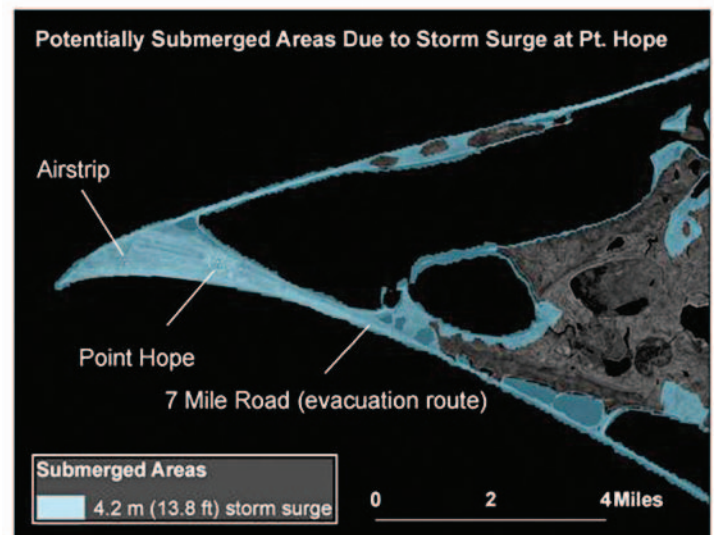 Potentially Submerged Areas Due to Storm Surge at Pt. Hope
Airstrip
Point Hope
7 Mile Road (evacuation route)
Submerged Areas
4.2 m (13.8 ft) storm surge
0 2 4 Miles